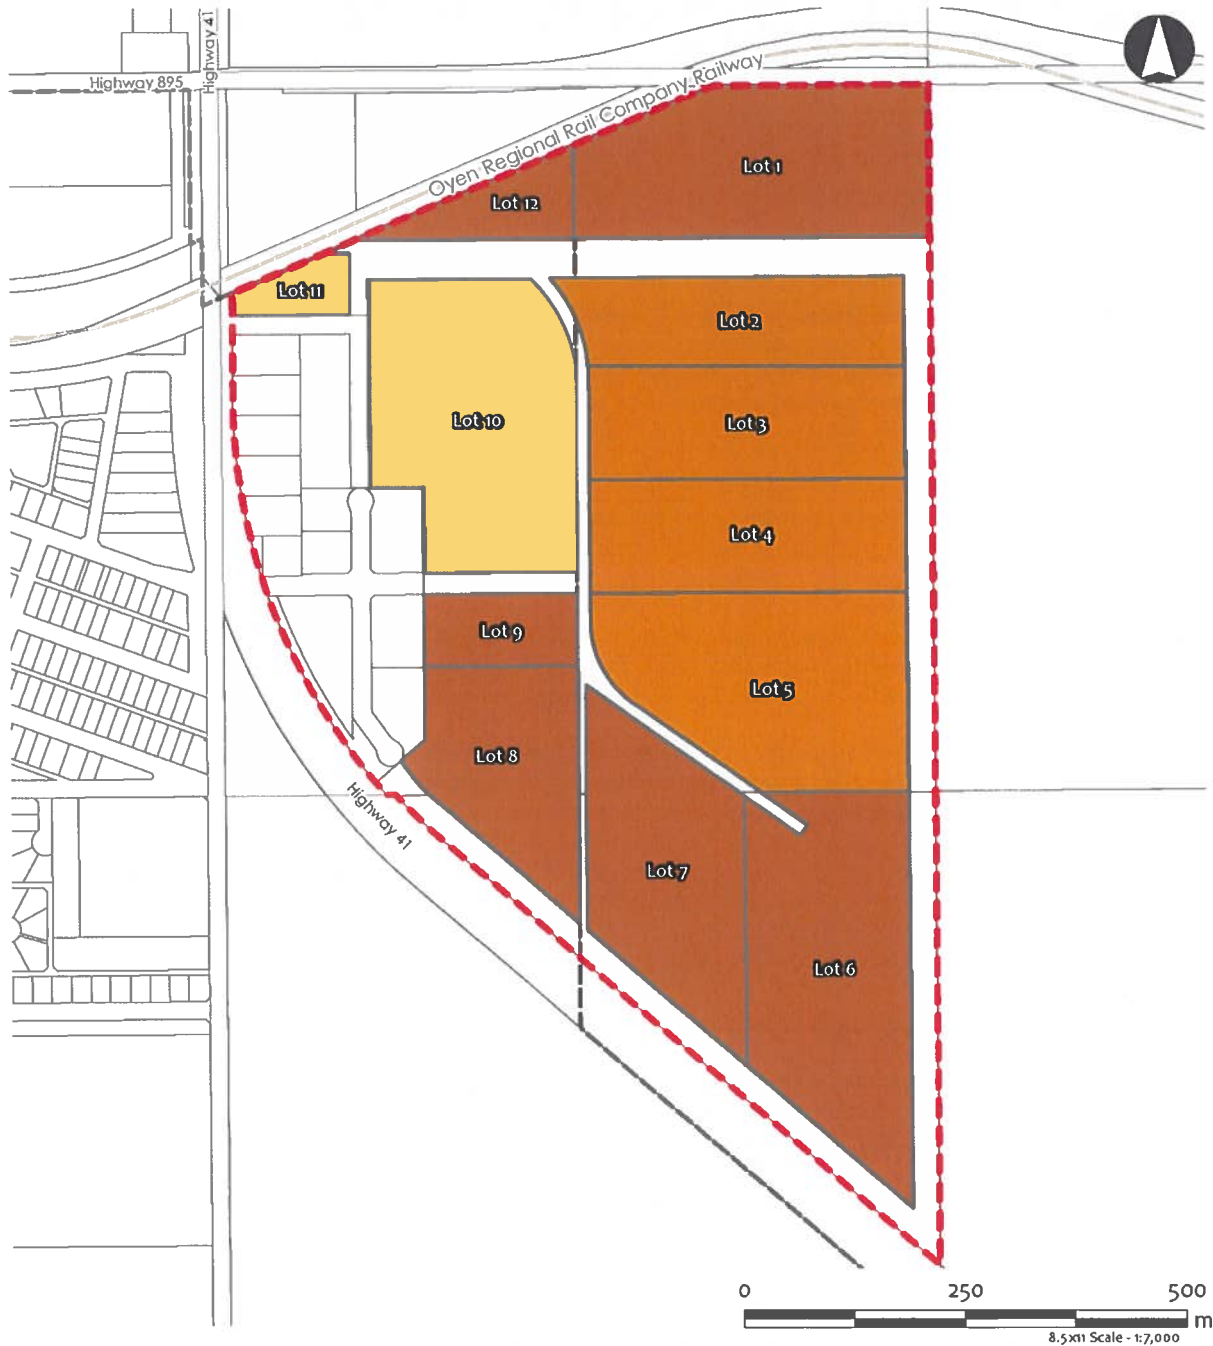 Highway 41
Highway 895
Oyen Regional Rail Company Railway
Lot 1
Lot 12
Lot 11
Lot 2
Lot 10
Lot 3
Lot 4
Lot 9
Lot 5
Lot 8
Highway 41
Lot 7
Lot 6
0 250 500
m
8.5x11 Scale - 1:7,000